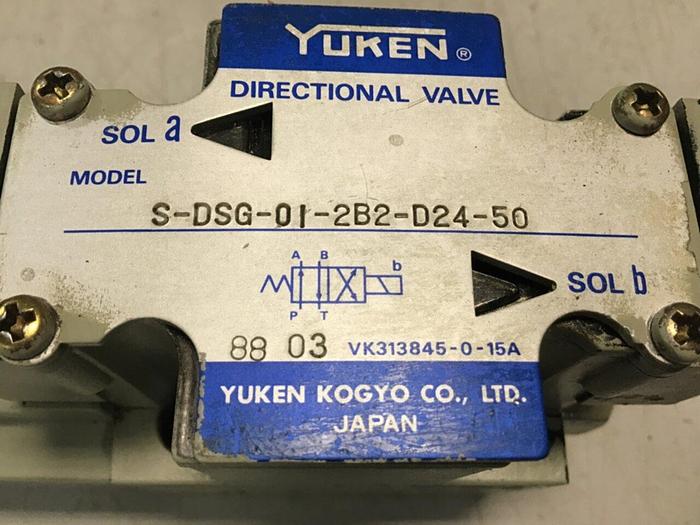 YUKEN®
DIRECTIONAL VALVE
SOL a
MODEL
S-DSG-01-2B2-D24-50
A B
b
P T
SOL b
88 03 VK313845-0-15A
YUKEN KOGYO CO., LTD.
JAPAN